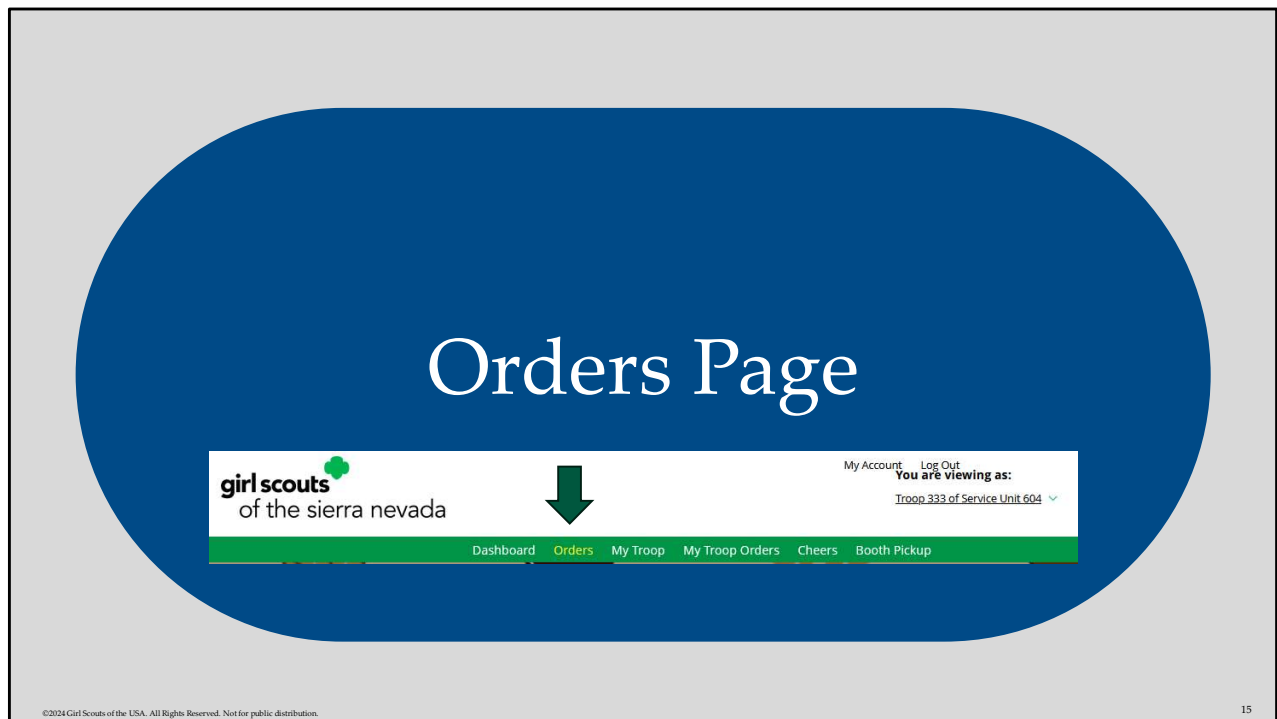 Orders Page
girl scouts
of the sierra nevada
My Account Log Out
You are viewing as:
Troop 333 of Service Unit 604
Dashboard Orders My Troop My Troop Orders Cheers Booth Pickup
©2024 Girl Scouts of the USA. All Rights Reserved. Not for public distribution.
15